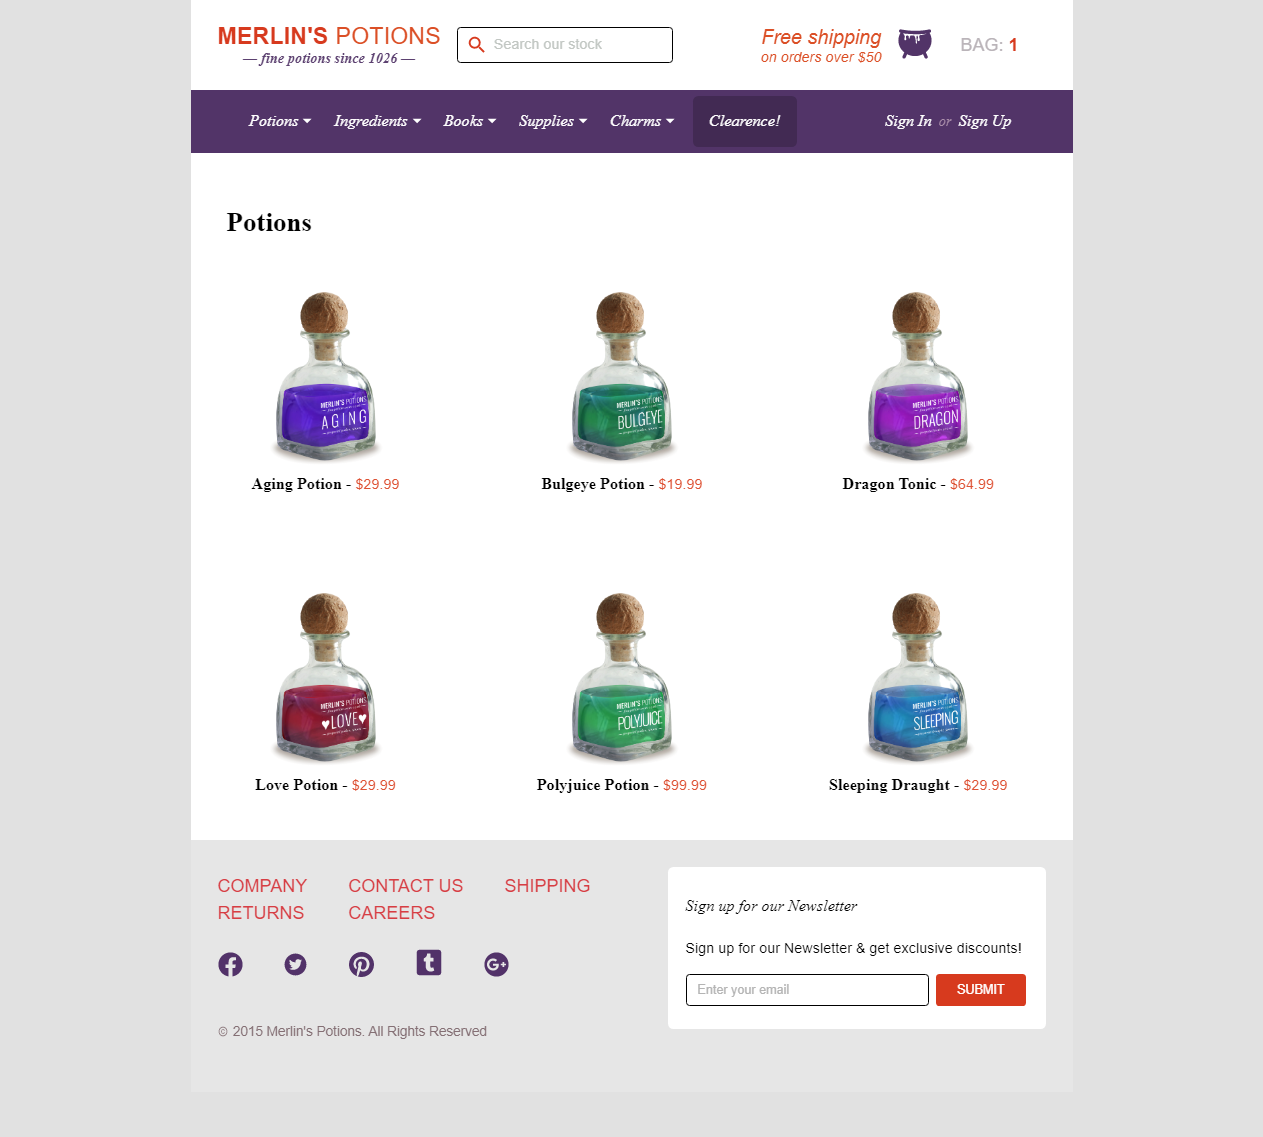 MERLIN'S POTIONS
— fine potions since 1026 —
Search our stock
Free shipping
on orders over $50
BAG: 1
Potions Ingredients Books Supplies Charms Clearence! Sign In or Sign Up
Potions
MERLIN'S POTIONS
AGING
MERLIN'S POTIONS
BULGEYE
MERLIN'S POTIONS
DRAGON
Aging Potion - $29.99
Bulgeye Potion - $19.99
Dragon Tonic - $64.99
MERLIN'S POTIONS
♥LOVE♥
MERLIN'S POTIONS
POLYJUICE
MERLIN'S POTIONS
SLEEPING
Love Potion - $29.99
Polyjuice Potion - $99.99
Sleeping Draught - $29.99
COMPANY CONTACT US SHIPPING
RETURNS CAREERS
© 2015 Merlin's Potions. All Rights Reserved
Sign up for our Newsletter
Sign up for our Newsletter & get exclusive discounts!
Enter your email
SUBMIT